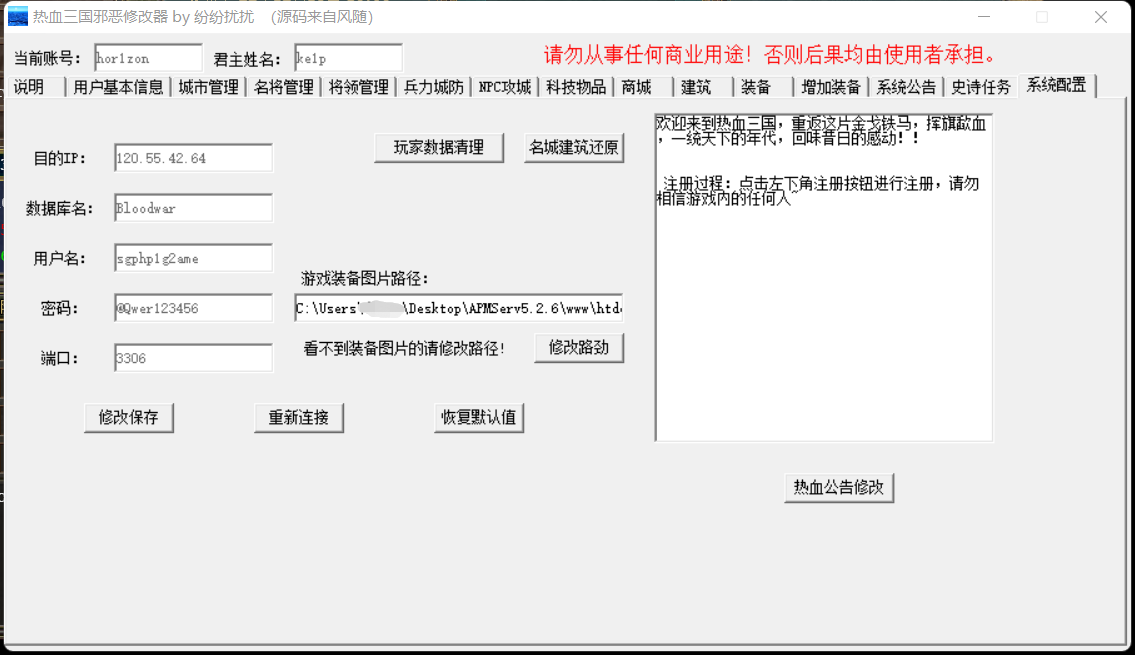 热血三国邪恶修改器 by 纷纷扰扰 (源码来自风随)
当前账号： hor1zon 君主姓名： ke1p 请勿从事任何商业用途！否则后果均由使用者承担。
说明 用户基本信息 城市管理 名将管理 将领管理 兵力城防 NPC攻城 科技物品 商城 建筑 装备 增加装备 系统公告 史诗任务 系统配置
目的IP： 120.55.42.64
数据库名： Bloodwar
用户名： sgphp1g2ame
密码： @Qwer123456
端口： 3306
玩家数据清理 名城建筑还原
游戏装备图片路径：
C:\Users\ \Desktop\APMServ5.2.6\www\htd
看不到装备图片的请修改路径！ 修改路劲
修改保存 重新连接 恢复默认值
欢迎来到热血三国，重返这片金戈铁马，挥旗歃血
，一统天下的年代，回味昔日的感动！！
注册过程：点击左下角注册按钮进行注册，请勿
相信游戏内的任何人~
热血公告修改